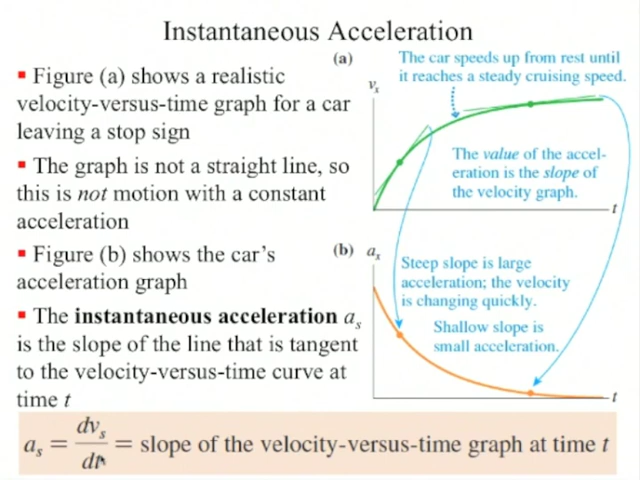 Instantaneous Acceleration
▪ Figure (a) shows a realistic
velocity-versus-time graph for a car
leaving a stop sign
▪ The graph is not a straight line, so
this is not motion with a constant
acceleration
▪ Figure (b) shows the car's
acceleration graph
▪ The instantaneous acceleration aₛ
is the slope of the line that is tangent
to the velocity-versus-time curve at
time t
(a)
The car speeds up from rest until
it reaches a steady cruising speed.
vₛ
The value of the accel-
eration is the slope of
the velocity graph.
t
(b)
aₛ
Steep slope is large
acceleration; the velocity
is changing quickly.
Shallow slope is
small acceleration.
t
aₛ = dvₛ/dt = slope of the velocity-versus-time graph at time t